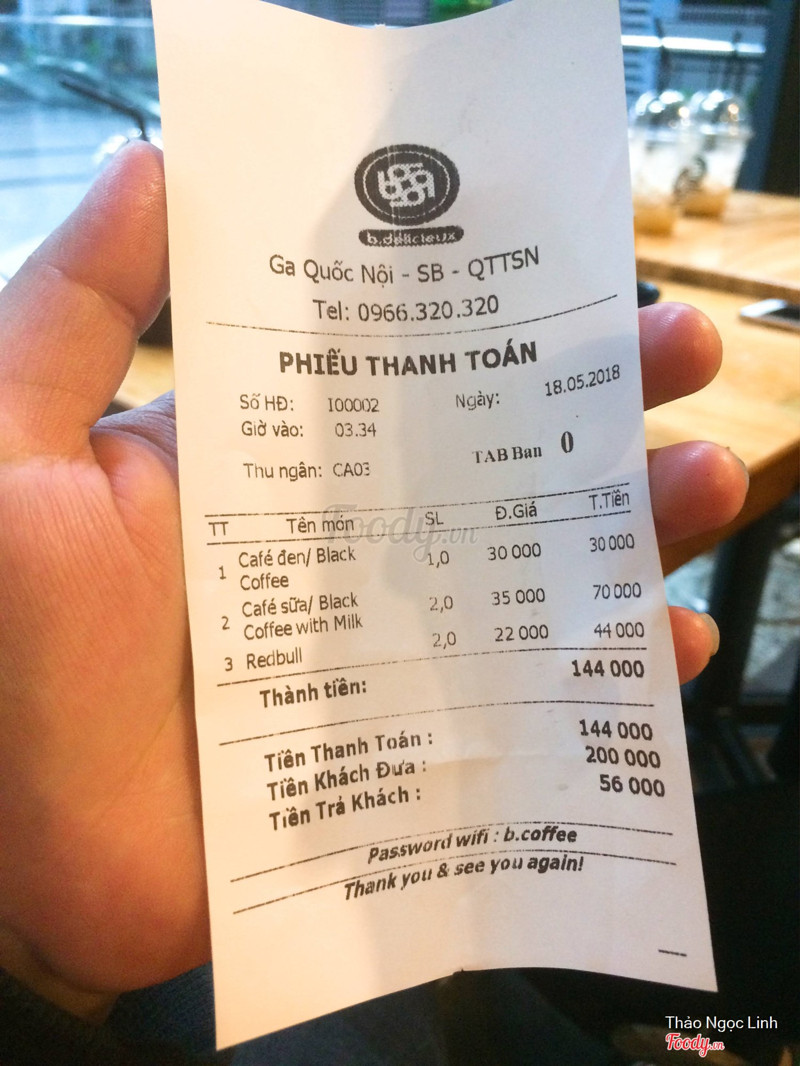 b.délicieux
Ga Quốc Nội - SB - QTTSN
Tel: 0966.320.320
PHIẾU THANH TOÁN
Số HĐ: I00002 Ngày: 18.05.2018
Giờ vào: 03.34
Thu ngân: CA03 TAB Ban 0
TT Tên món SL Đ.Giá T.Tiền
1 Café đen/ Black 1,0 30 000 30 000
Coffee
2 Café sữa/ Black 2,0 35 000 70 000
Coffee with Milk
3 Redbull 2,0 22 000 44 000
Thành tiền: 144 000
Tiền Thanh Toán : 144 000
Tiền Khách Đưa : 200 000
Tiền Trả Khách : 56 000
Password wifi : b.coffee
Thank you & see you again!
Foody.vn
Thảo Ngọc Linh
Foody.vn